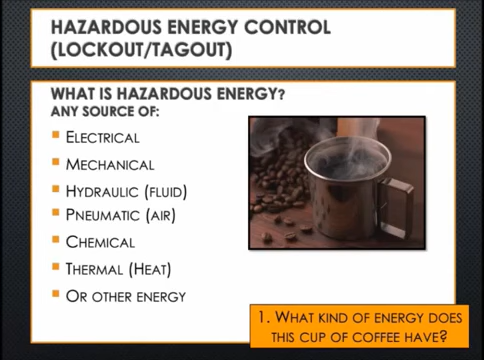 HAZARDOUS ENERGY CONTROL
(LOCKOUT/TAGOUT)
WHAT IS HAZARDOUS ENERGY?
ANY SOURCE OF:
ELECTRICAL
MECHANICAL
HYDRAULIC (FLUID)
PNEUMATIC (AIR)
CHEMICAL
THERMAL (HEAT)
OR OTHER ENERGY
1. WHAT KIND OF ENERGY DOES
THIS CUP OF COFFEE HAVE?